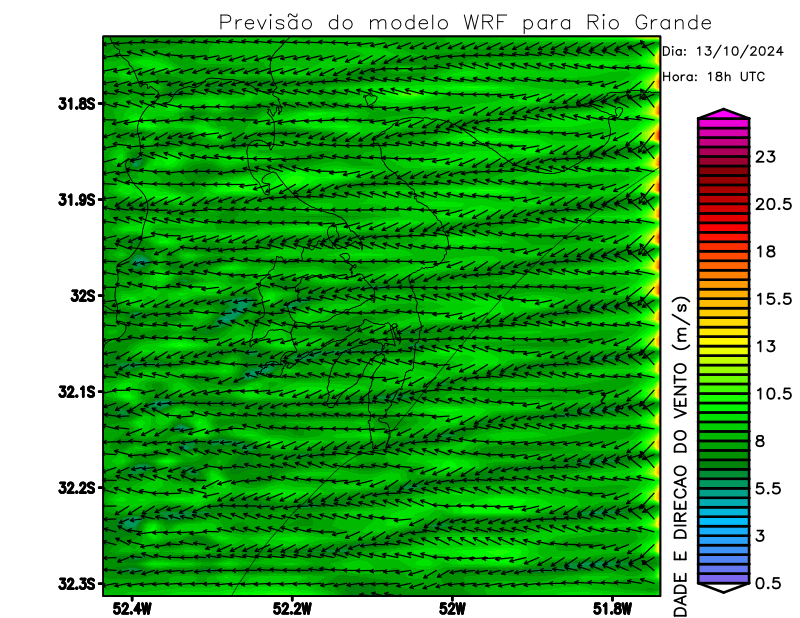 Previsão do modelo WRF para Rio Grande
Dia: 13/10/2024
Hora: 18h UTC
31.8S
31.9S
32S
32.1S
32.2S
32.3S
52.4W
52.2W
52W
51.8W
DADE E DIRECAO DO VENTO (m/s)
23
20.5
18
15.5
13
10.5
8
5.5
3
0.5